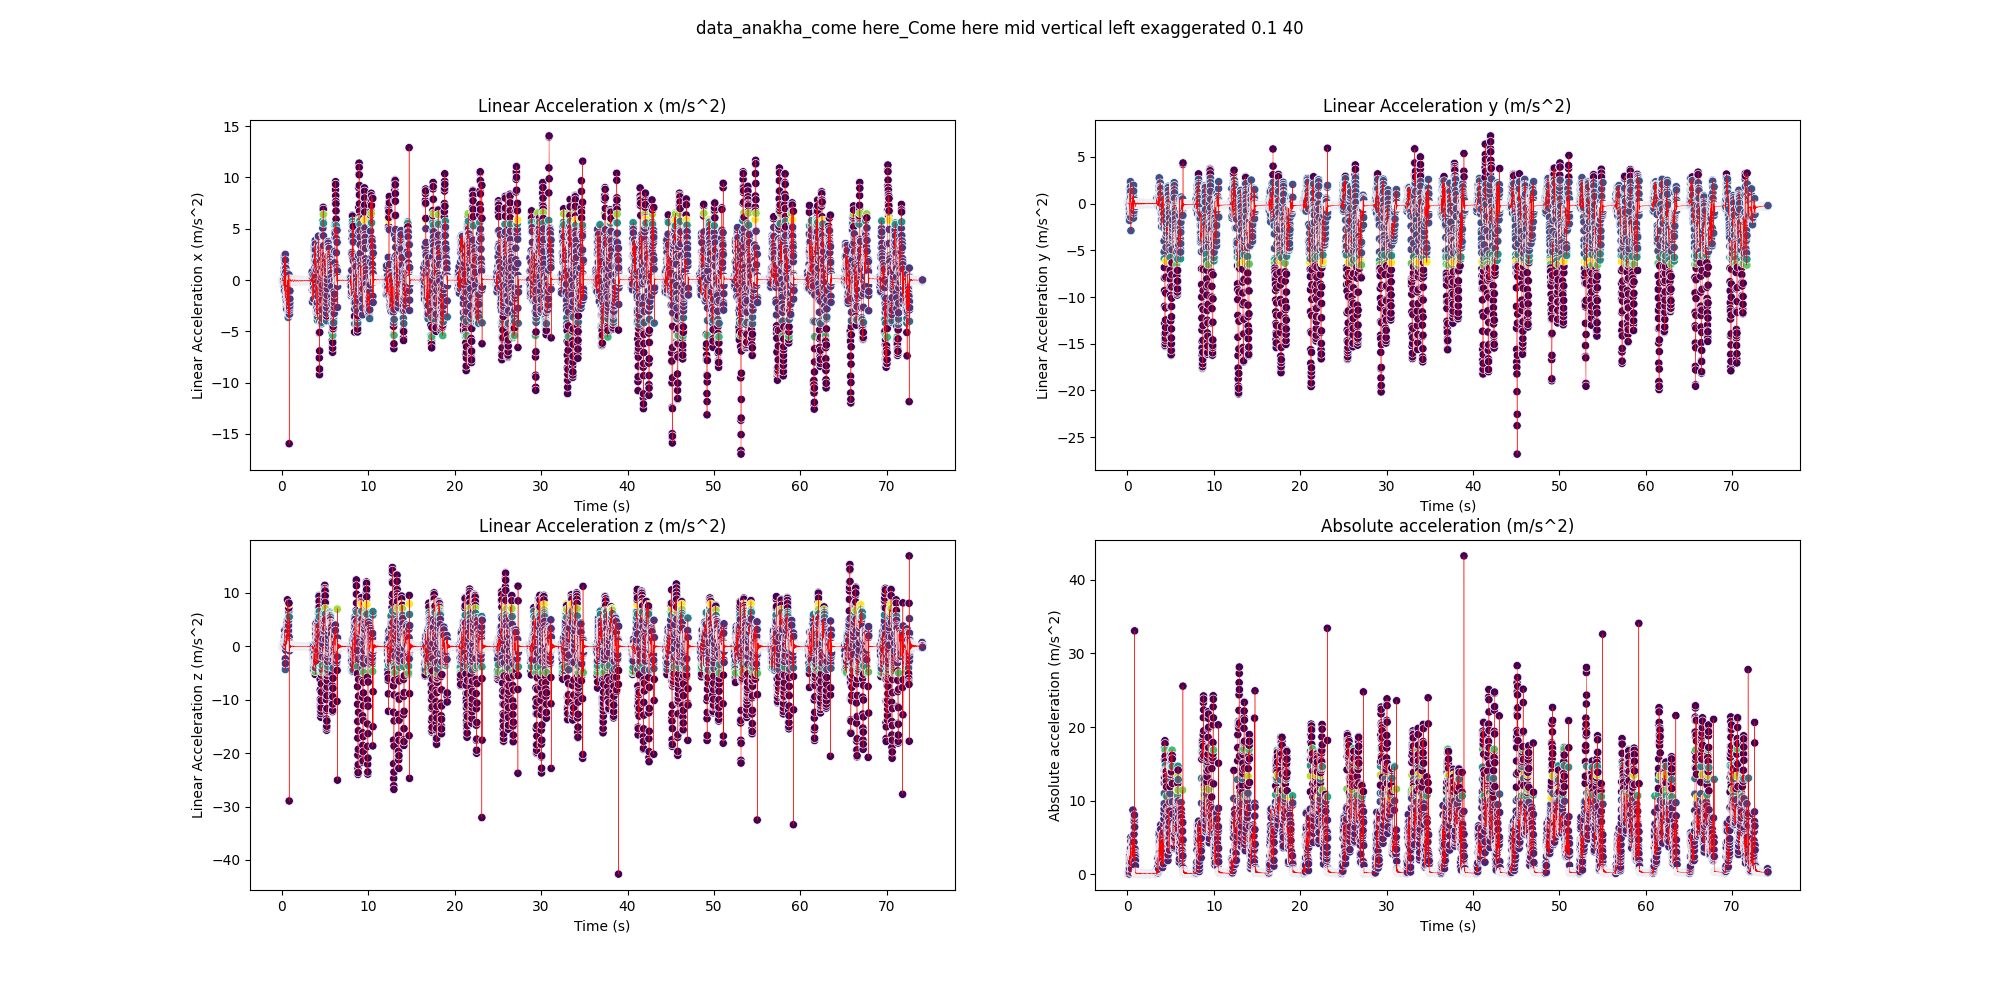 data_anakha_come here_Come here mid vertical left exaggerated 0.1 40
Linear Acceleration x (m/s^2)
Linear Acceleration x (m/s^2)
15
10
5
0
−5
−10
−15
0 10 20 30 40 50 60 70
Time (s)
Linear Acceleration y (m/s^2)
Linear Acceleration y (m/s^2)
5
0
−5
−10
−15
−20
−25
0 10 20 30 40 50 60 70
Time (s)
Linear Acceleration z (m/s^2)
Linear Acceleration z (m/s^2)
10
0
−10
−20
−30
−40
0 10 20 30 40 50 60 70
Time (s)
Absolute acceleration (m/s^2)
Absolute acceleration (m/s^2)
40
30
20
10
0
0 10 20 30 40 50 60 70
Time (s)